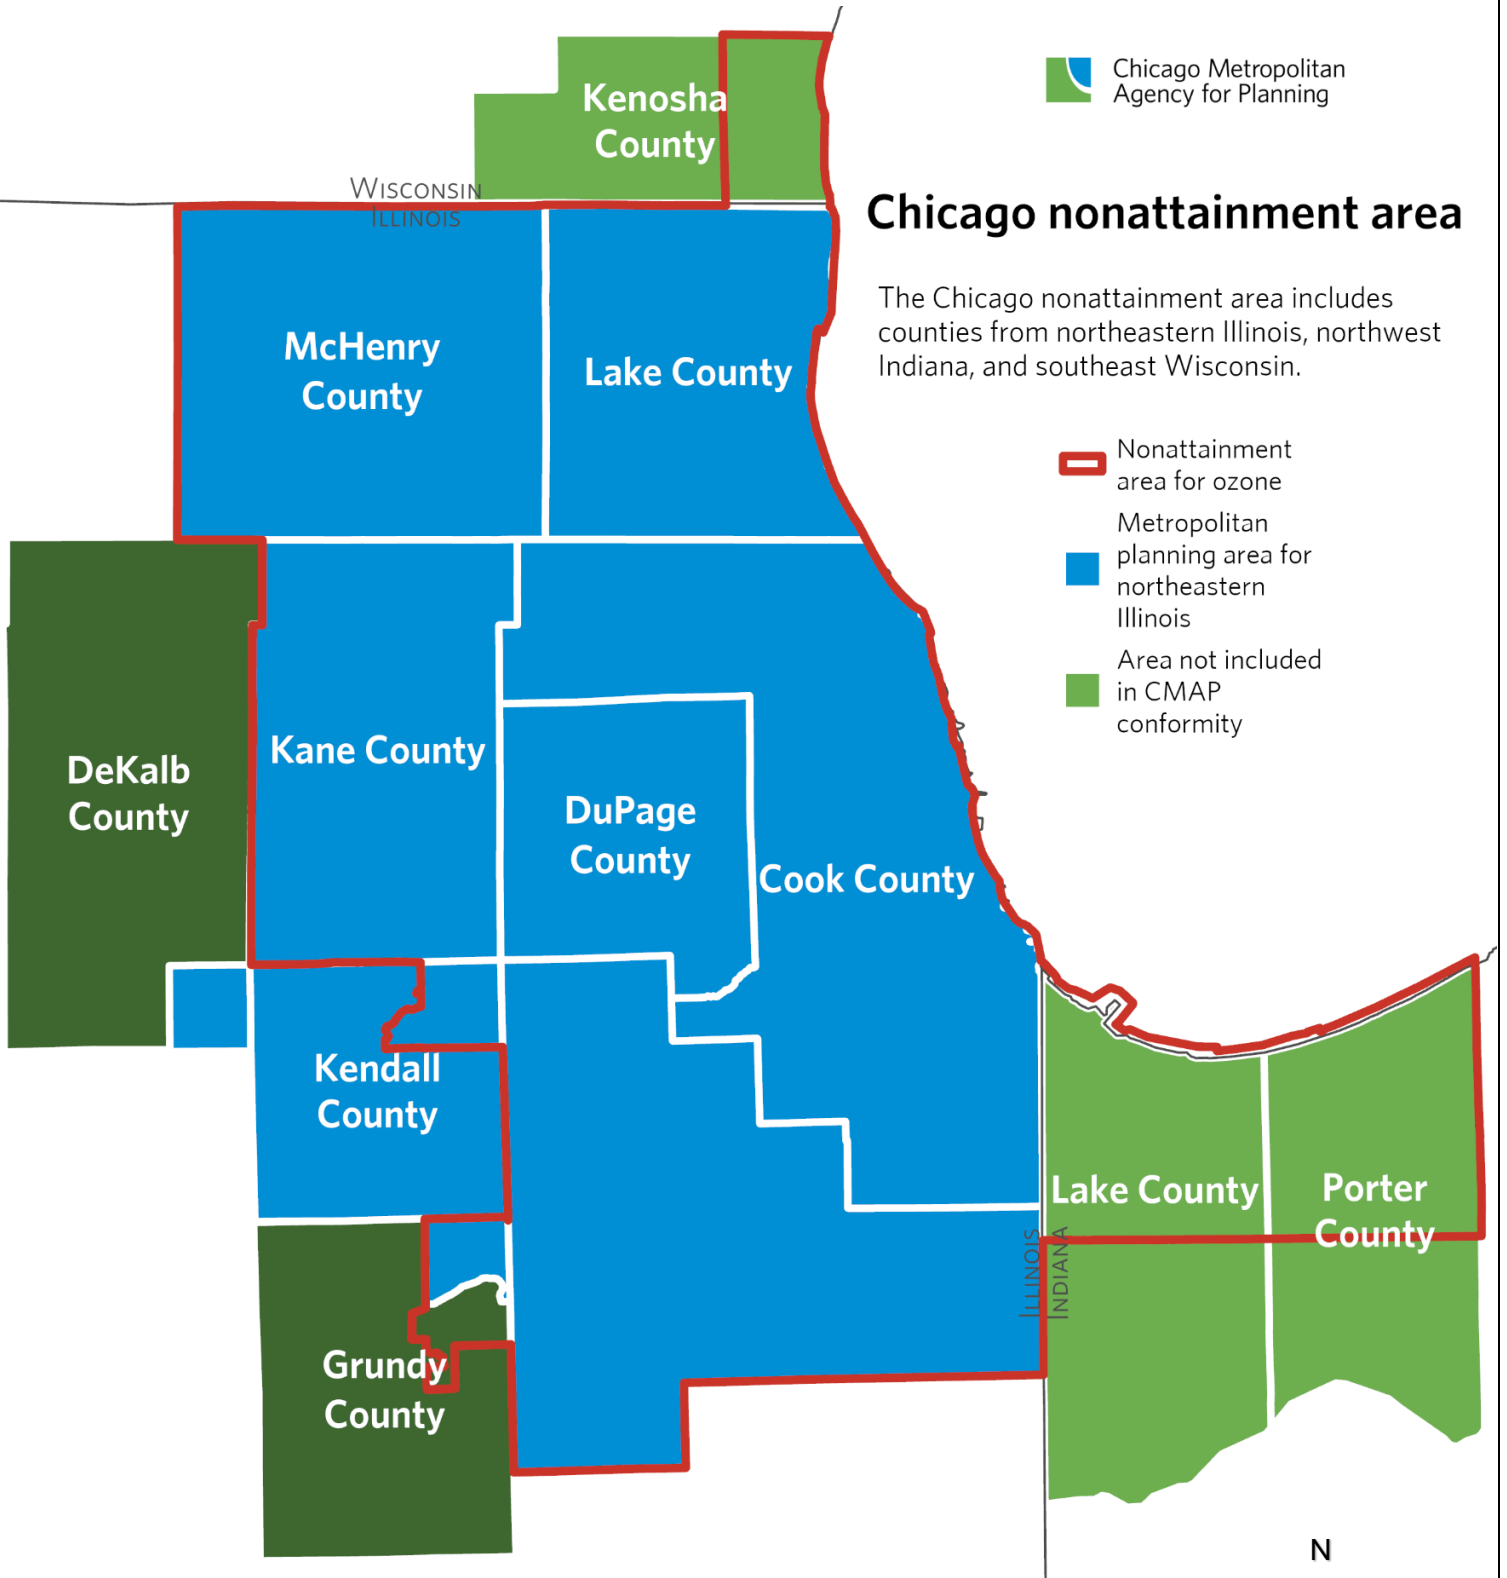 Chicago Metropolitan
Agency for Planning
Kenosha
County
WISCONSIN
ILLINOIS
Chicago nonattainment area
The Chicago nonattainment area includes
counties from northeastern Illinois, northwest
Indiana, and southeast Wisconsin.
McHenry
County
Lake County
Nonattainment
area for ozone
Metropolitan
planning area for
northeastern
Illinois
Area not included
in CMAP
conformity
DeKalb
County
Kane County
DuPage
County
Cook County
Kendall
County
Lake County
Porter
County
ILLINOIS
INDIANA
Grundy
County
N